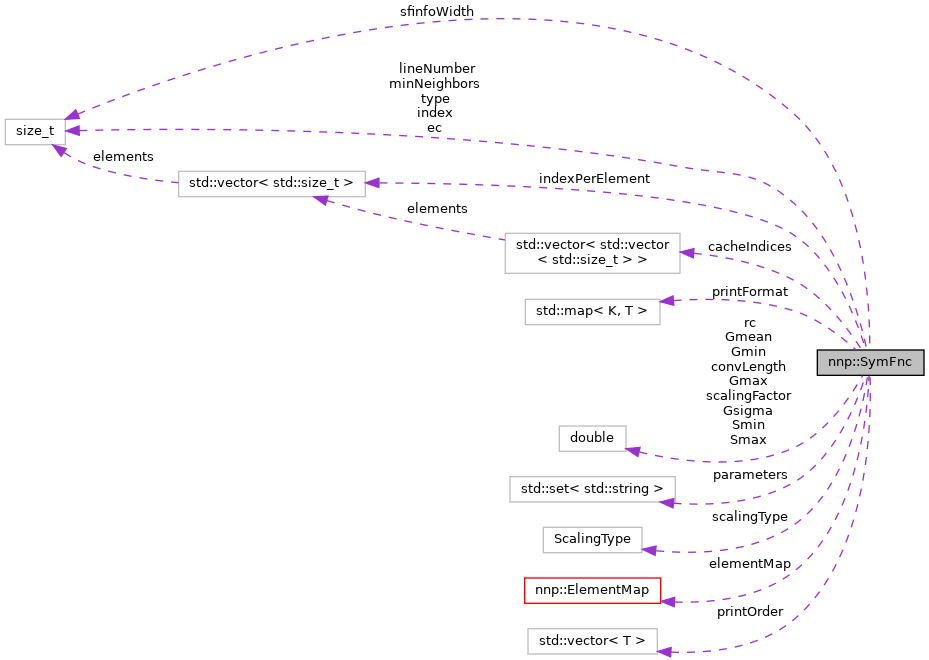 sfinfoWidth
lineNumber
minNeighbors
type
index
ec
size_t
elements
std::vector< std::size_t >
indexPerElement
elements
std::vector< std::vector
< std::size_t > >
cacheIndices
printFormat
std::map< K, T >
rc
Gmean
Gmin
convLength
Gmax
scalingFactor
Gsigma
Smin
Smax
nnp::SymFnc
double
parameters
std::set< std::string >
scalingType
ScalingType
elementMap
nnp::ElementMap
printOrder
std::vector< T >